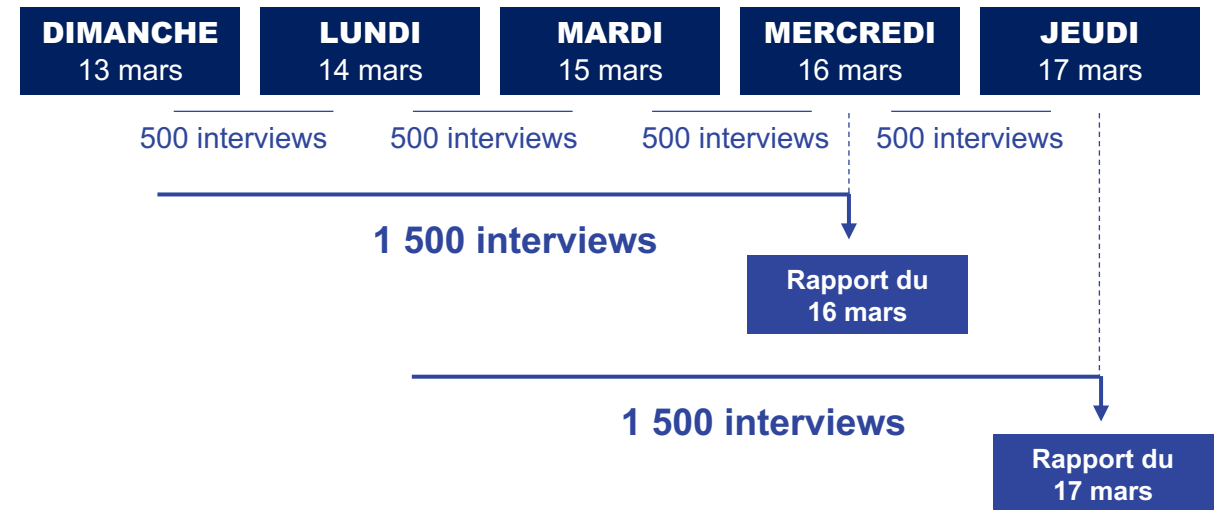 DIMANCHE
13 mars
LUNDI
14 mars
MARDI
15 mars
MERCREDI
16 mars
JEUDI
17 mars
500 interviews
500 interviews
500 interviews
500 interviews
1 500 interviews
Rapport du
16 mars
1 500 interviews
Rapport du
17 mars